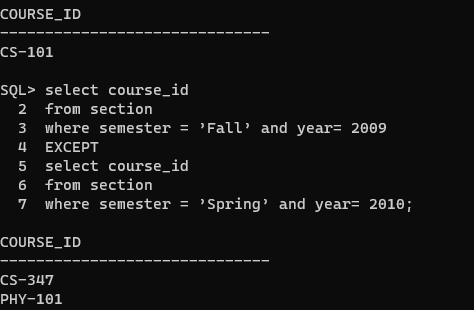 COURSE_ID
------------------------------
CS-101
SQL> select course_id
2 from section
3 where semester = ’Fall’ and year= 2009
4 EXCEPT
5 select course_id
6 from section
7 where semester = ’Spring’ and year= 2010;
COURSE_ID
------------------------------
CS-347
PHY-101